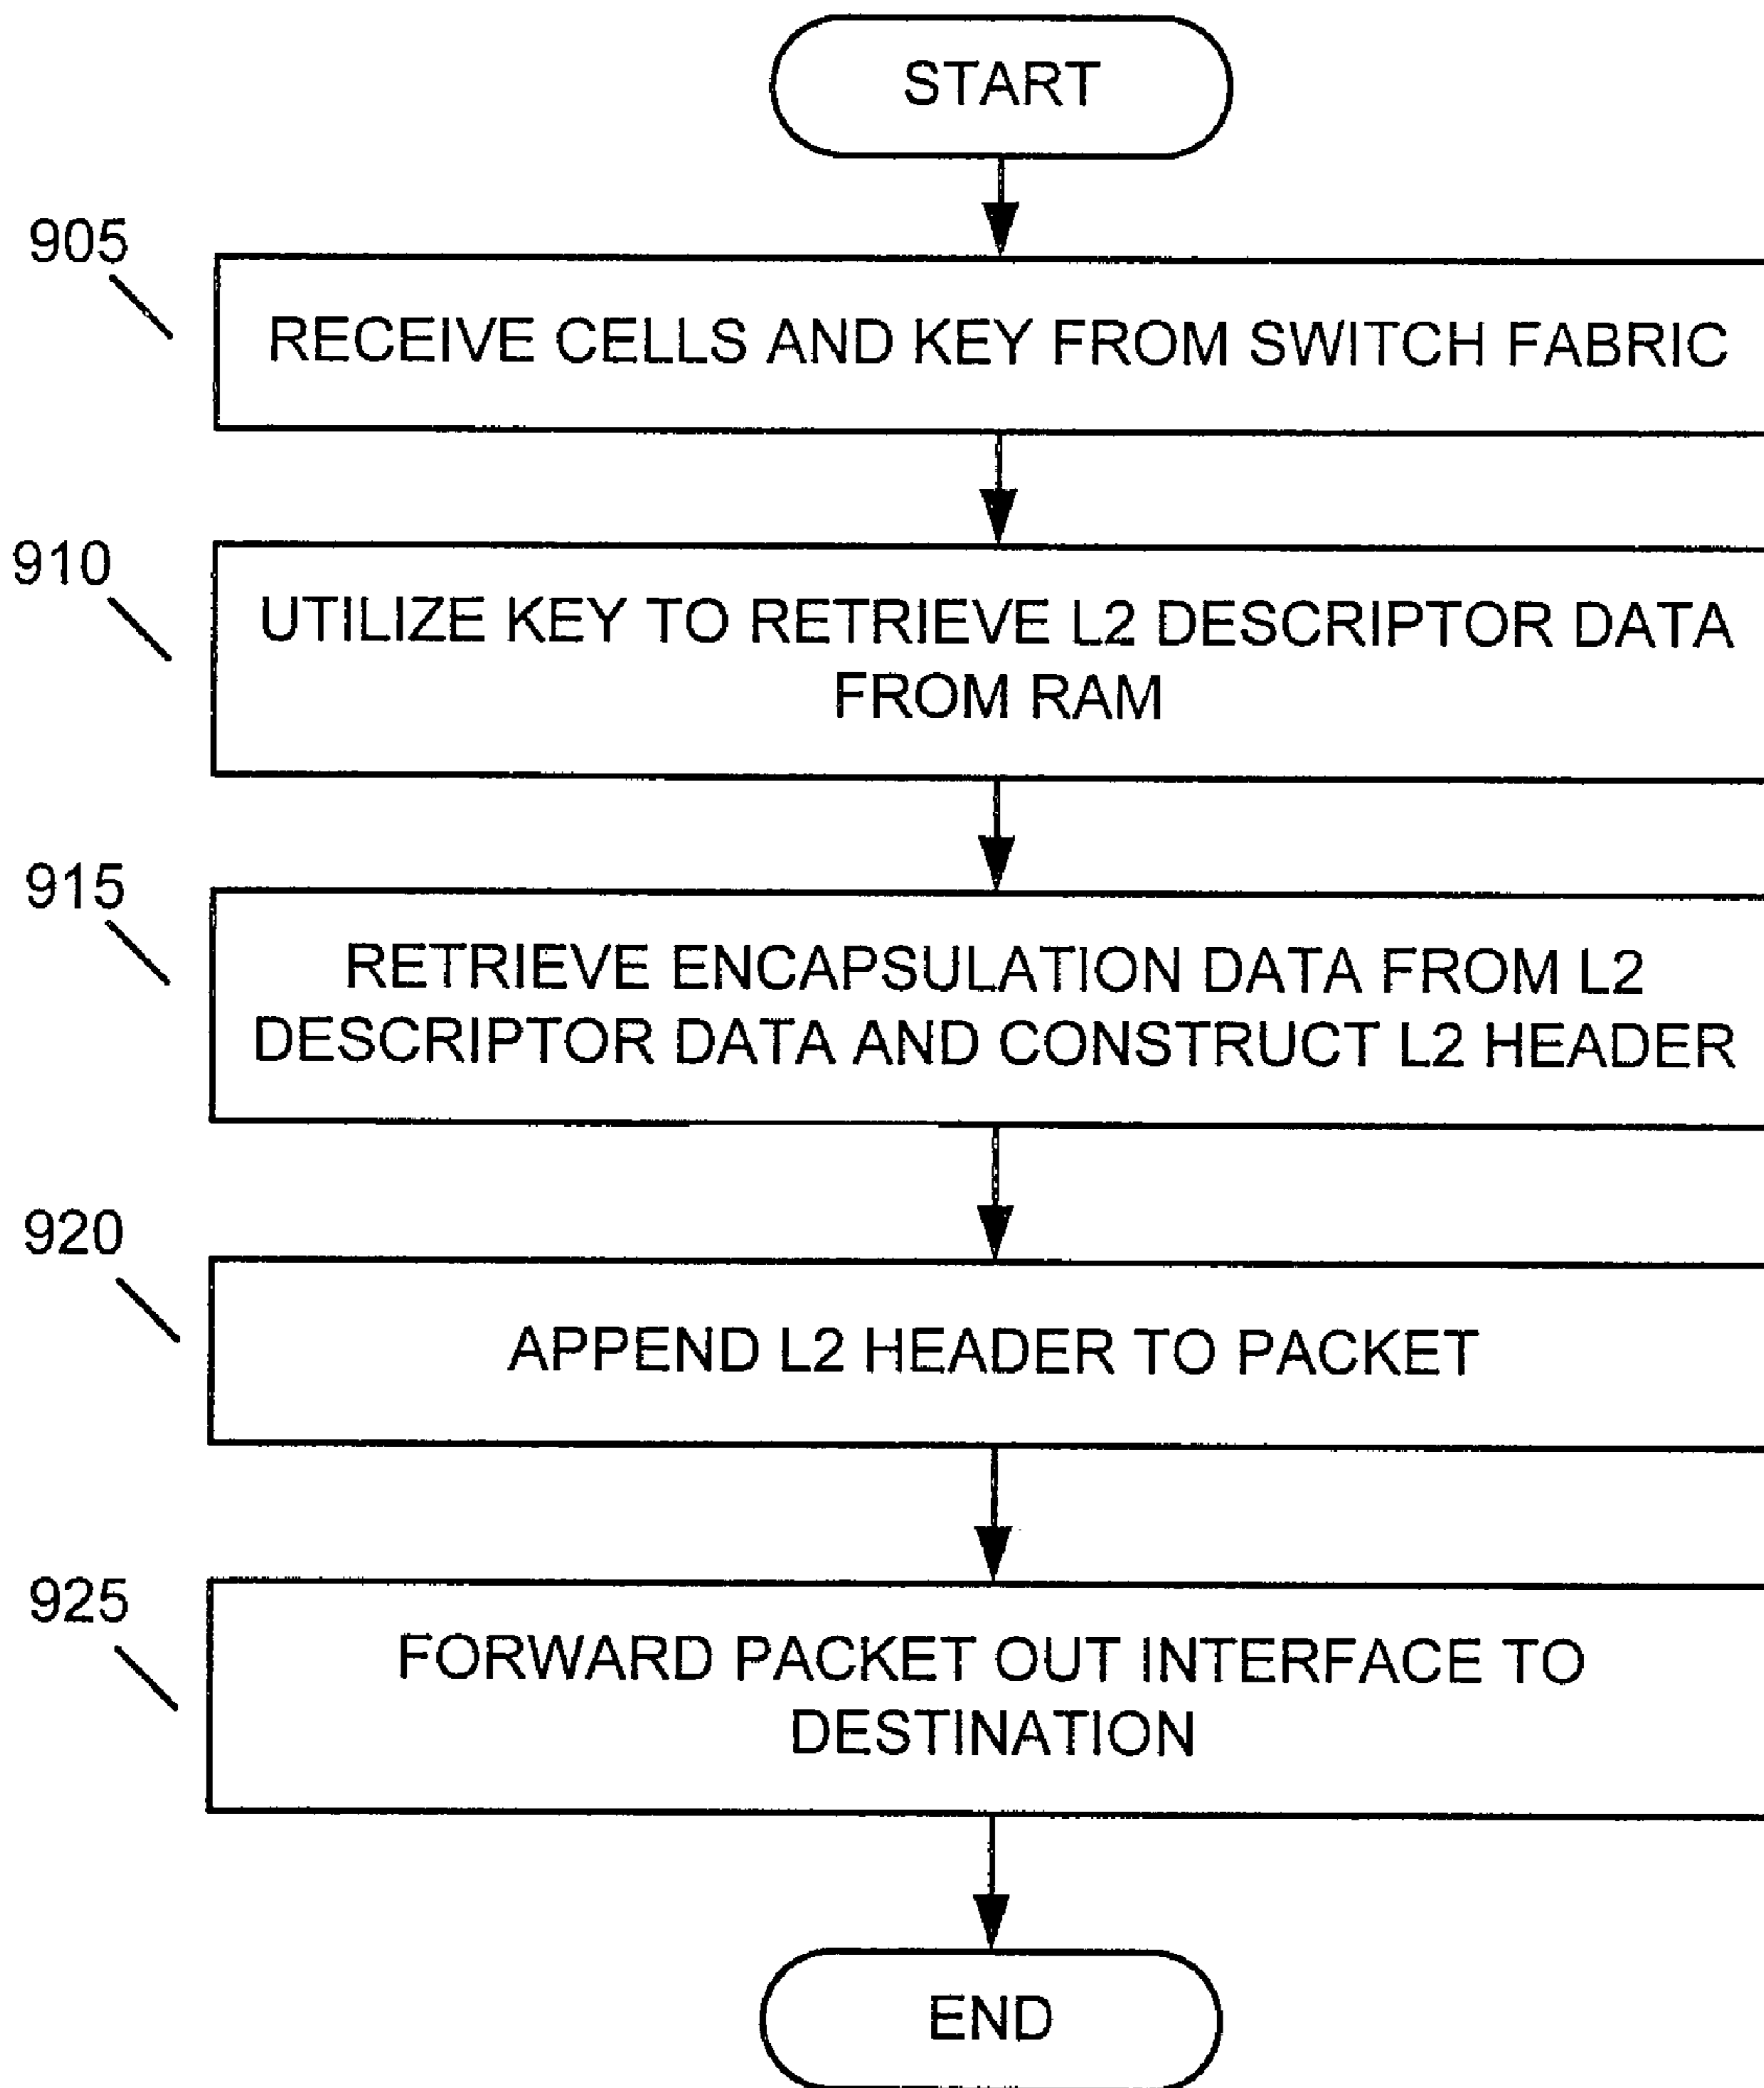 START
905
RECEIVE CELLS AND KEY FROM SWITCH FABRIC
910
UTILIZE KEY TO RETRIEVE L2 DESCRIPTOR DATA
FROM RAM
915
RETRIEVE ENCAPSULATION DATA FROM L2
DESCRIPTOR DATA AND CONSTRUCT L2 HEADER
920
APPEND L2 HEADER TO PACKET
925
FORWARD PACKET OUT INTERFACE TO
DESTINATION
END